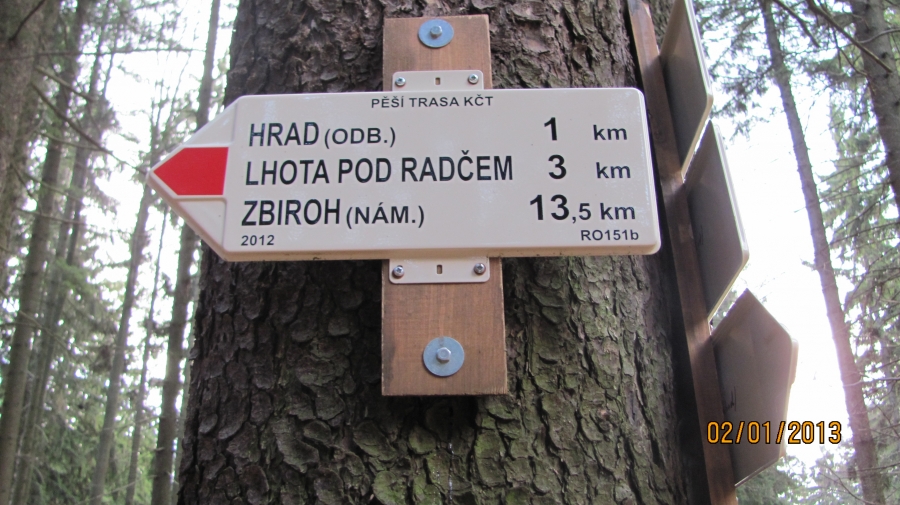 PĚŠÍ TRASA KČT
HRAD (ODB.) 1 km
LHOTA POD RADČEM 3 km
ZBIROH (NÁM.) 13,5 km
2012 RO151b
02/01/2013